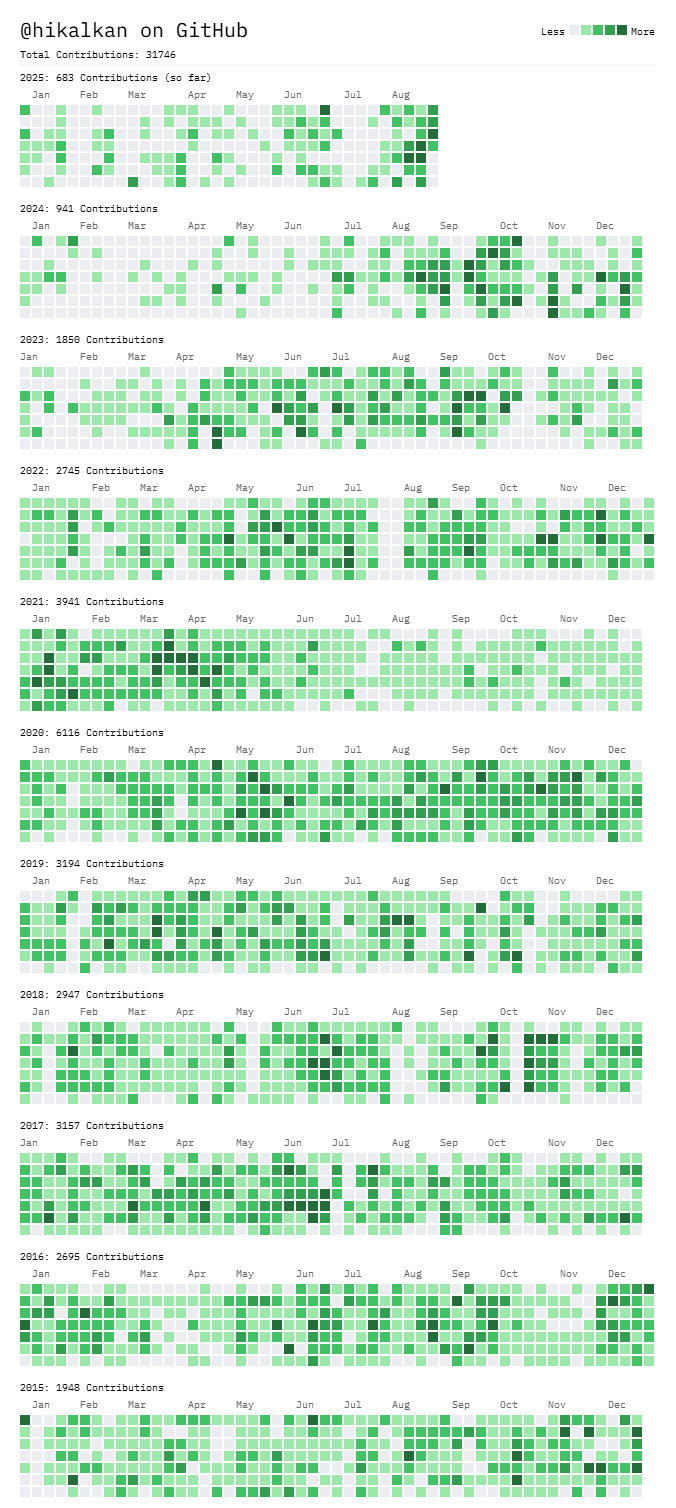 @hikalkan on GitHub
Less More
Total Contributions: 31746
2025: 683 Contributions (so far)
Jan Feb Mar Apr May Jun Jul Aug
2024: 941 Contributions
Jan Feb Mar Apr May Jun Jul Aug Sep Oct Nov Dec
2023: 1850 Contributions
Jan Feb Mar Apr May Jun Jul Aug Sep Oct Nov Dec
2022: 2745 Contributions
Jan Feb Mar Apr May Jun Jul Aug Sep Oct Nov Dec
2021: 3941 Contributions
Jan Feb Mar Apr May Jun Jul Aug Sep Oct Nov Dec
2020: 6116 Contributions
Jan Feb Mar Apr May Jun Jul Aug Sep Oct Nov Dec
2019: 3194 Contributions
Jan Feb Mar Apr May Jun Jul Aug Sep Oct Nov Dec
2018: 2947 Contributions
Jan Feb Mar Apr May Jun Jul Aug Sep Oct Nov Dec
2017: 3157 Contributions
Jan Feb Mar Apr May Jun Jul Aug Sep Oct Nov Dec
2016: 2695 Contributions
Jan Feb Mar Apr May Jun Jul Aug Sep Oct Nov Dec
2015: 1948 Contributions
Jan Feb Mar Apr May Jun Jul Aug Sep Oct Nov Dec